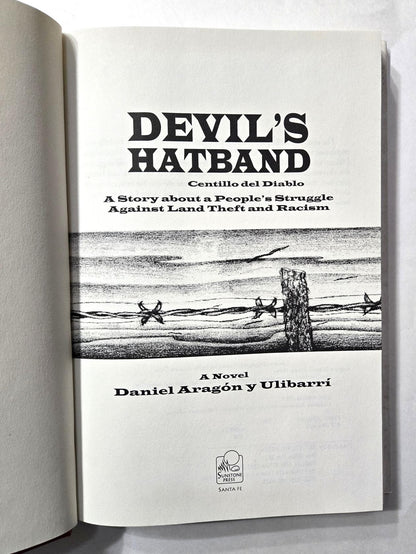 DEVIL'S
HATBAND
Centillo del Diablo
A Story about a People's Struggle
Against Land Theft and Racism
A Novel
Daniel Aragón y Ulibarrí
SUNSTONE
PRESS
SANTA FE